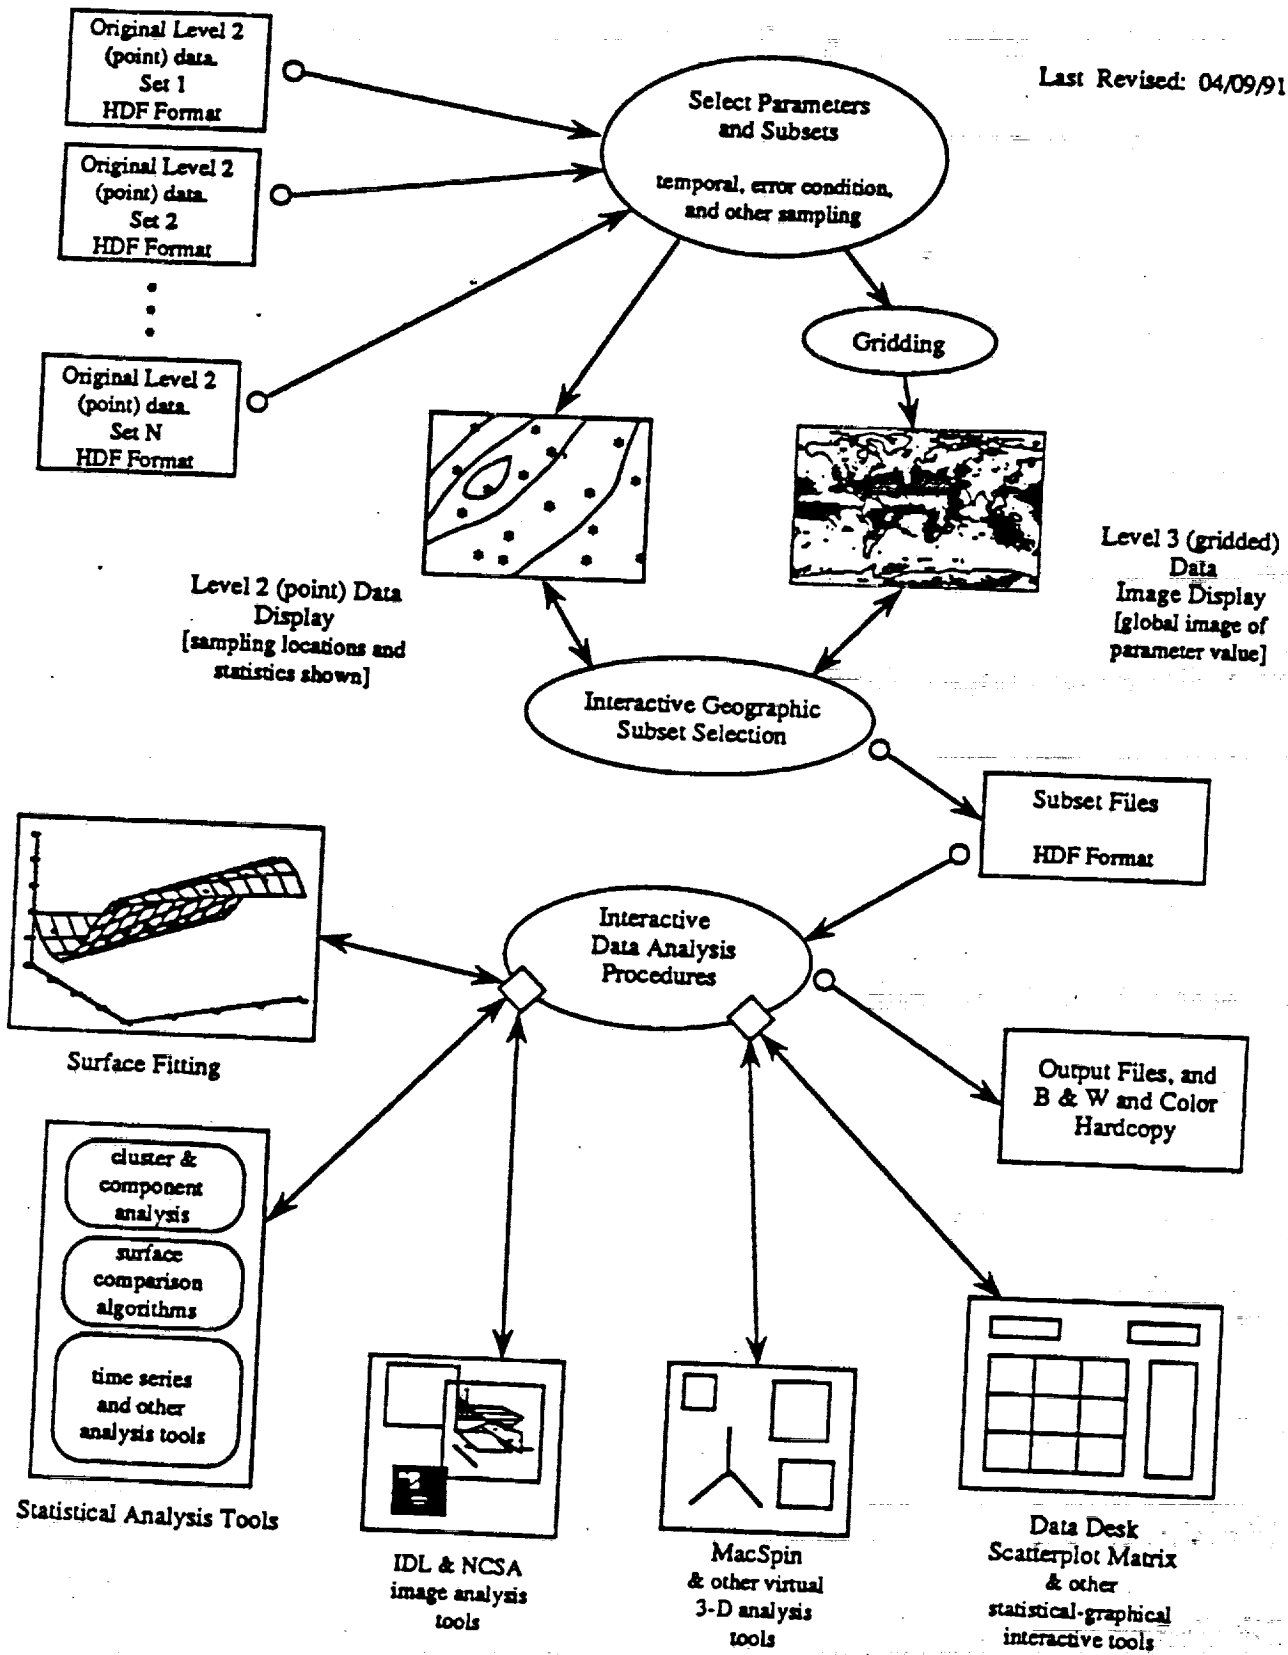 Original Level 2
(point) data.
Set 1
HDF Format
Last Revised: 04/09/91
Select Parameters
and Subsets
temporal, error condition,
and other sampling
Original Level 2
(point) data.
Set 2
HDF Format
Gridding
Original Level 2
(point) data.
Set N
HDF Format
Level 2 (point) Data
Display
[sampling locations and
statistics shown]
Level 3 (gridded)
Data
Image Display
[global image of
parameter value]
Interactive Geographic
Subset Selection
Subset Files
HDF Format
Interactive
Data Analysis
Procedures
Surface Fitting
Output Files, and
B & W and Color
Hardcopy
cluster &
component
analysis
surface
comparison
algorithms
time series
and other
analysis tools
Statistical Analysis Tools
IDL & NCSA
image analysis
tools
MacSpin
& other virtual
3-D analysis
tools
Data Desk
Scatterplot Matrix
& other
statistical-graphical
interactive tools